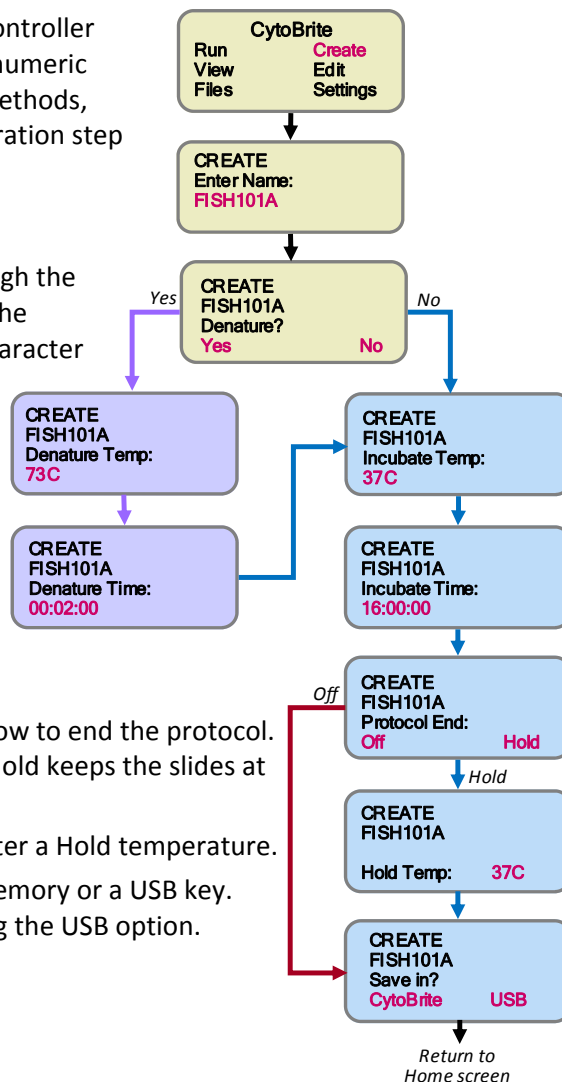 ontroller
numeric
ethods,
ration step
gh the
he
aracter
ow to end the protocol.
old keeps the slides at
ter a Hold temperature.
emory or a USB key.
g the USB option.
CytoBrite
Run Create
View Edit
Files Settings
CREATE
Enter Name:
FISH101A
CREATE
FISH101A
Denature?
Yes No
Yes
No
CREATE
FISH101A
Denature Temp:
73C
CREATE
FISH101A
Denature Time:
00:02:00
CREATE
FISH101A
Incubate Temp:
37C
CREATE
FISH101A
Incubate Time:
16:00:00
CREATE
FISH101A
Protocol End:
Off Hold
Off
Hold
CREATE
FISH101A
Hold Temp: 37C
CREATE
FISH101A
Save in?
CytoBrite USB
Return to
Home screen